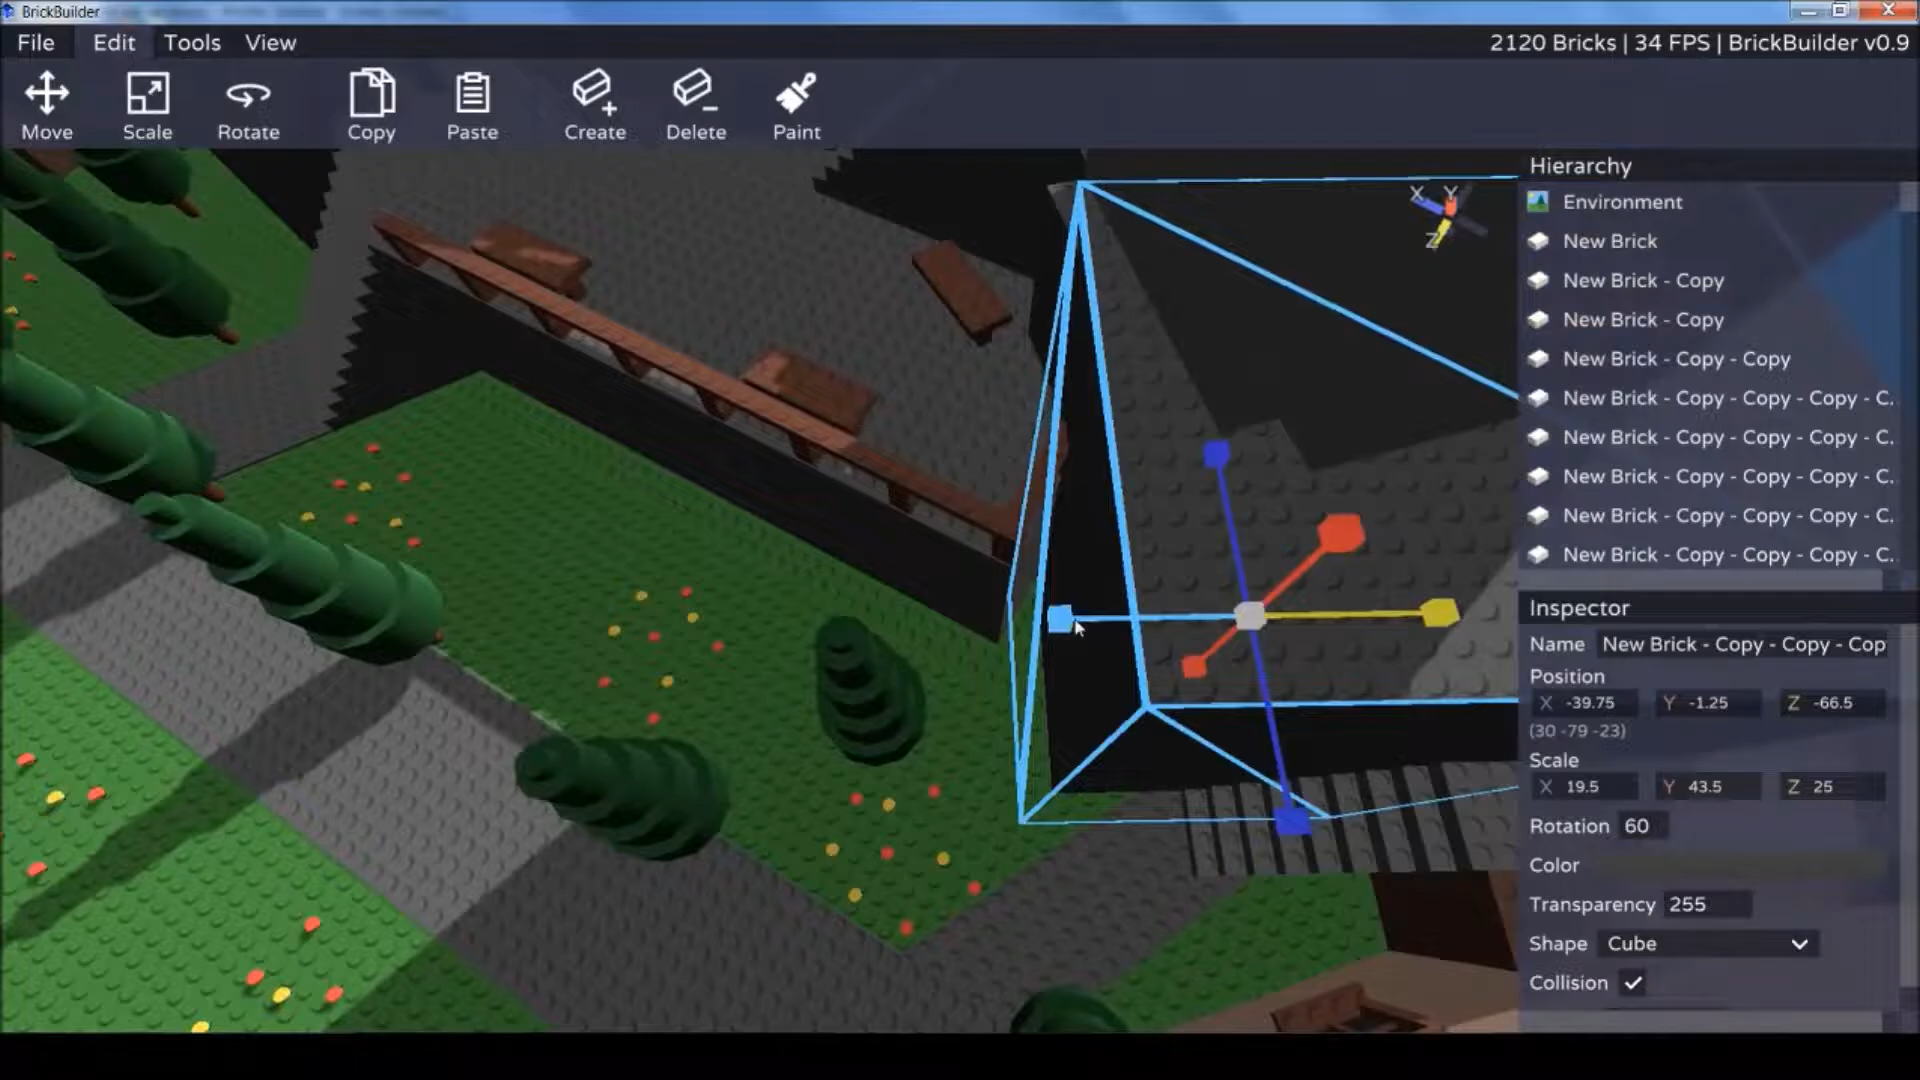 BrickBuilder
File Edit Tools View
2120 Bricks | 34 FPS | BrickBuilder v0.9
Move Scale Rotate Copy Paste Create Delete Paint
X Y
Z
Hierarchy
Environment
New Brick
New Brick - Copy
New Brick - Copy
New Brick - Copy - Copy
New Brick - Copy - Copy - Copy - C.
New Brick - Copy - Copy - Copy - C.
New Brick - Copy - Copy - Copy - C.
New Brick - Copy - Copy - Copy - C.
New Brick - Copy - Copy - Copy - C.
Inspector
Name New Brick - Copy - Copy - Cop
Position
X -39.75 Y -1.25 Z -66.5
(30 -79 -23)
Scale
X 19.5 Y 43.5 Z 25
Rotation 60
Color
Transparency 255
Shape Cube
Collision